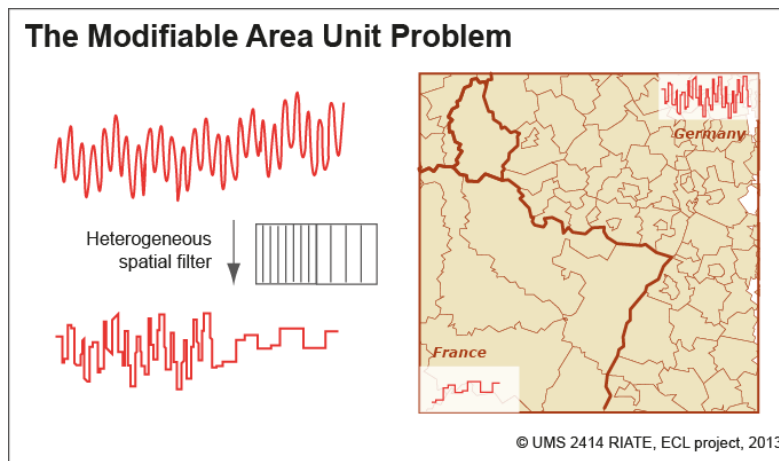 The Modifiable Area Unit Problem
Heterogeneous
spatial filter
Germany
France
© UMS 2414 RIATE, ECL project, 2013